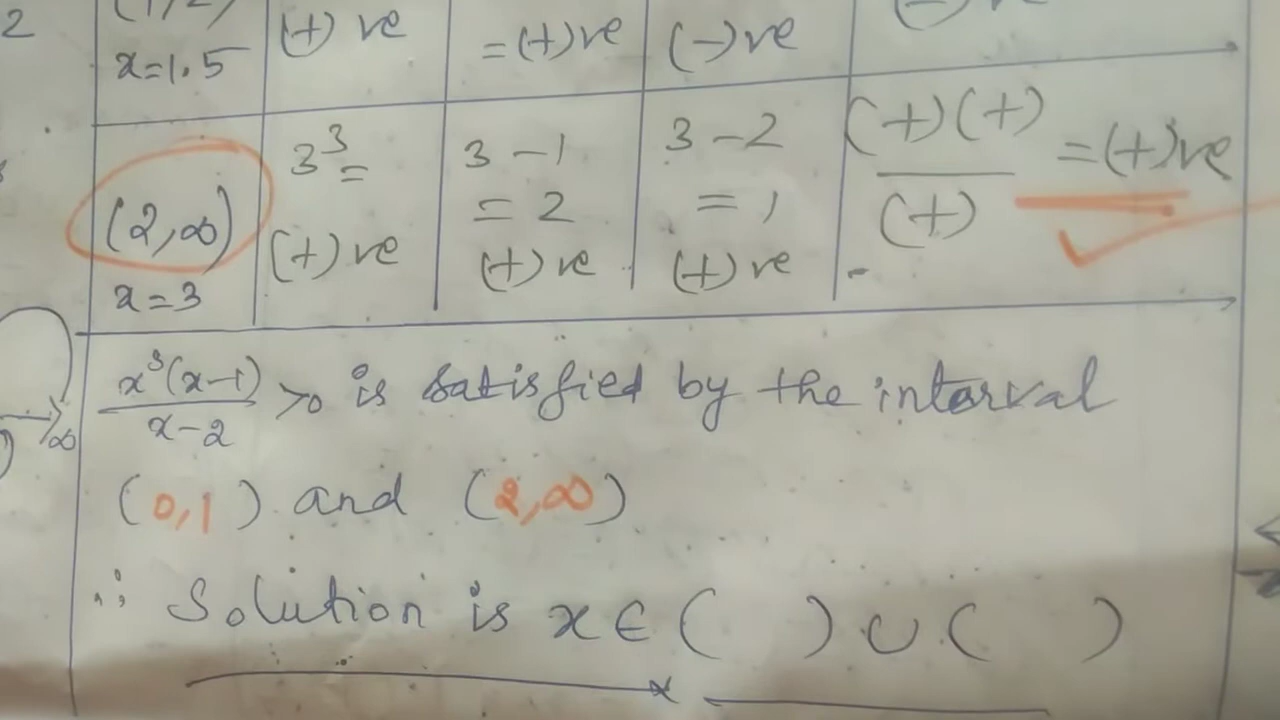 2
x=1.5 (+)ve =(+)ve (-)ve
(2,∞) 3³= 3-1 3-2 (+)(+) =(+)ve
=2 =1 (+)
x=3 (+)ve (+)ve (+)ve
x³(x-1)/x-2 >0 is satisfied by the interval
(0,1) and (2,∞)
∴ Solution is x∈( )∪( )
∞